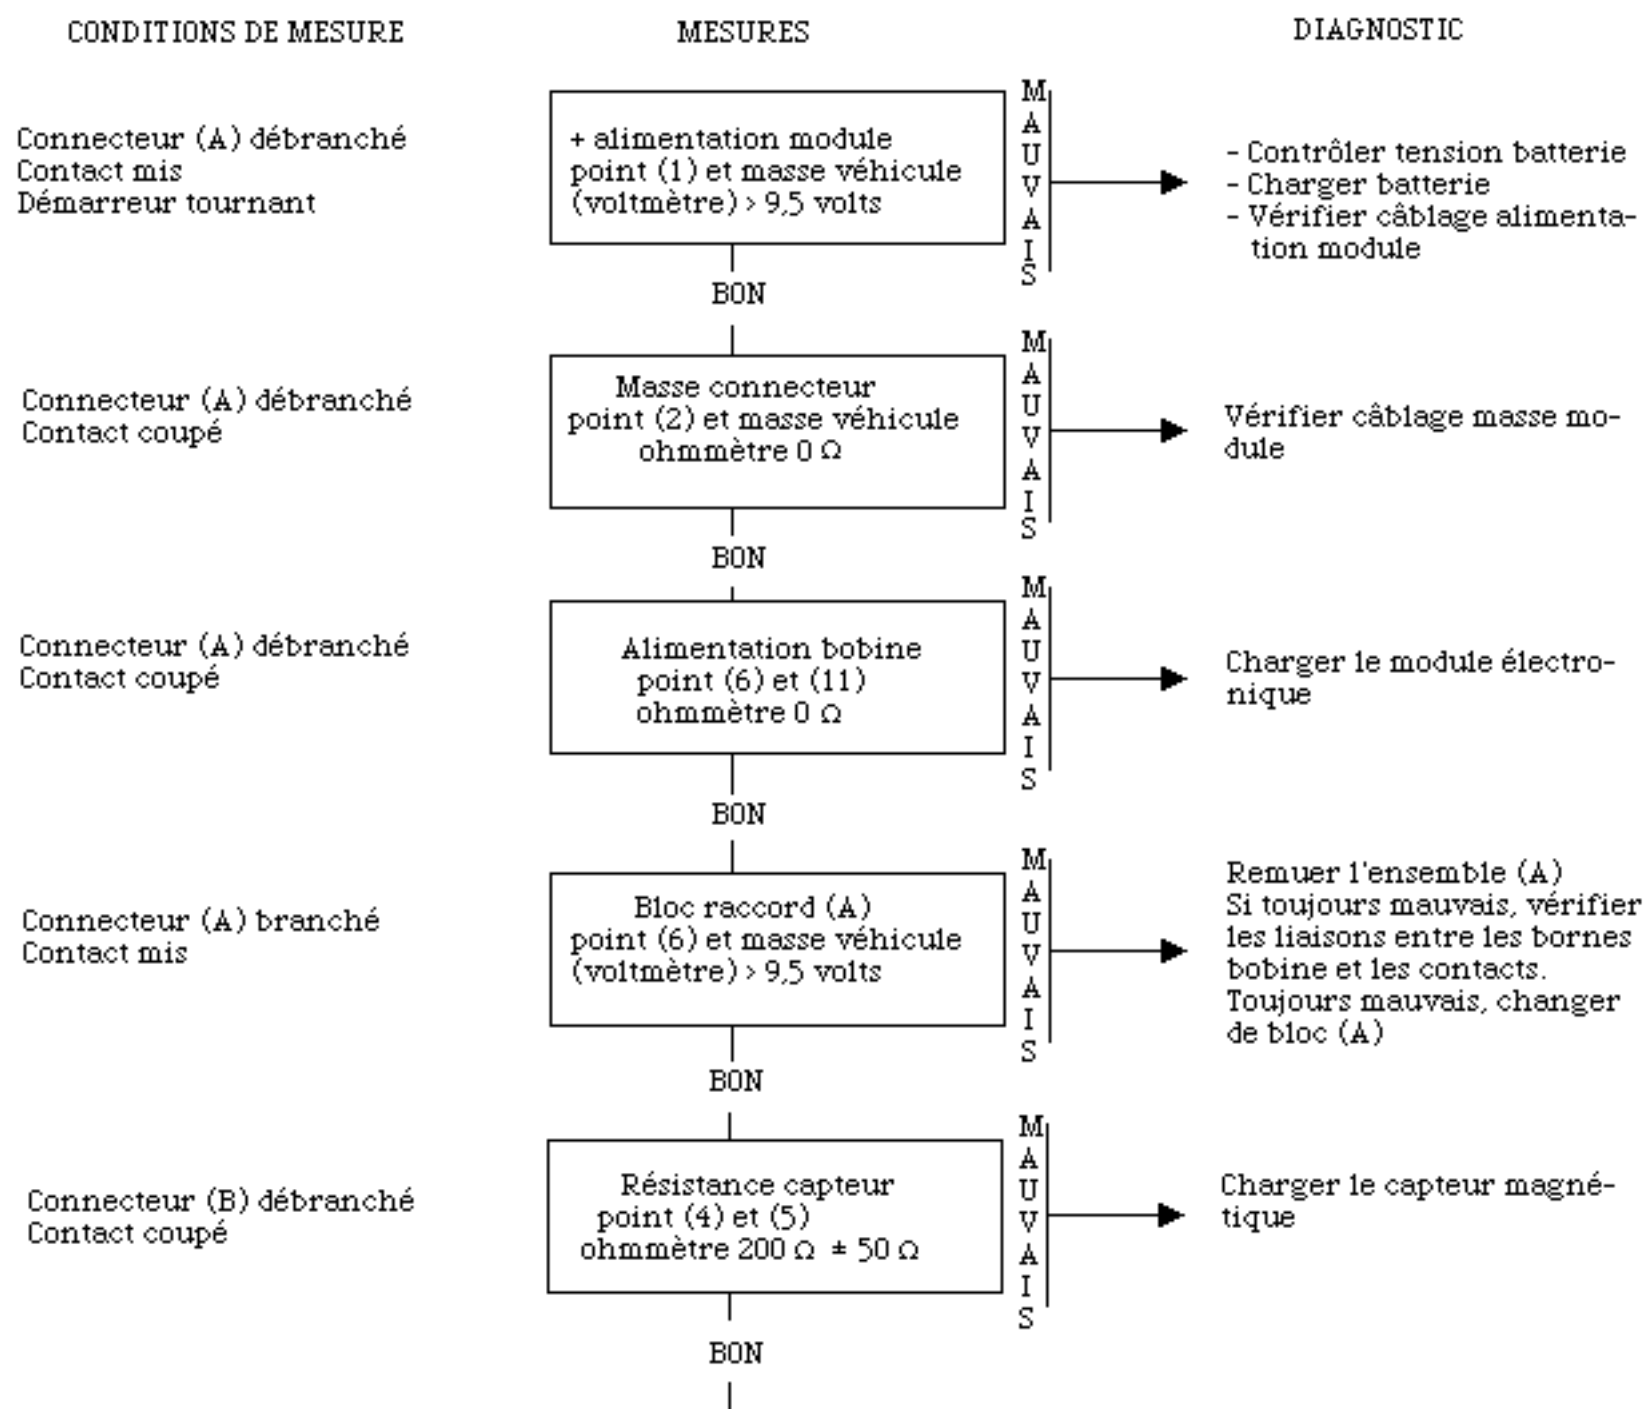 CONDITIONS DE MESURE
MESURES
DIAGNOSTIC
Connecteur (A) débranché
Contact mis
Démarreur tournant
+ alimentation module
point (1) et masse véhicule
(voltmètre) > 9,5 volts
MAUVAIS
- Contrôler tension batterie
- Charger batterie
- Vérifier câblage alimenta-
tion module
BON
Connecteur (A) débranché
Contact coupé
Masse connecteur
point (2) et masse véhicule
ohmmètre 0 Ω
MAUVAIS
Vérifier câblage masse mo-
dule
BON
Connecteur (A) débranché
Contact coupé
Alimentation bobine
point (6) et (11)
ohmmètre 0 Ω
MAUVAIS
Charger le module électro-
nique
BON
Connecteur (A) branché
Contact mis
Bloc raccord (A)
point (6) et masse véhicule
(voltmètre) > 9,5 volts
MAUVAIS
Remuer l'ensemble (A)
Si toujours mauvais, vérifier
les liaisons entre les bornes
bobine et les contacts.
Toujours mauvais, changer
de bloc (A)
BON
Connecteur (B) débranché
Contact coupé
Résistance capteur
point (4) et (5)
ohmmètre 200 Ω ± 50 Ω
MAUVAIS
Charger le capteur magné-
tique
BON